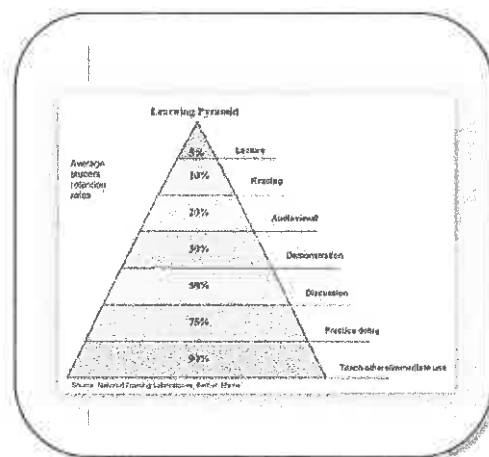 Learning Pyramid
Average
student
retention
rates
5% Lecture
10% Reading
20% Audiovisual
30% Demonstration
50% Discussion
75% Practice doing
90% Teach others/immediate use
Source: National Training Laboratories, Bethel, Maine